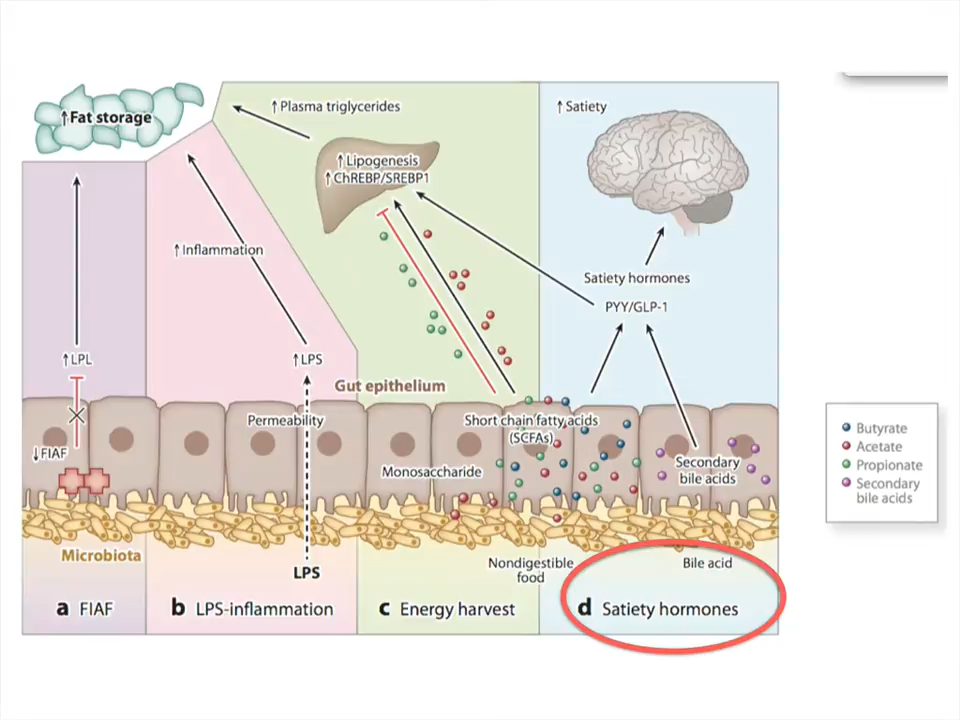 ↑Fat storage
↑Plasma triglycerides
↑Satiety
↑Lipogenesis
↑ChREBP/SREBP1
↑Inflammation
Satiety hormones
PYY/GLP-1
↑LPL
↑LPS
Gut epithelium
Permeability
Short chain fatty acids
(SCFAs)
↓FIAF
Monosaccharide
Secondary
bile acids
Butyrate
Acetate
Propionate
Secondary
bile acids
Microbiota
LPS
Nondigestible
food
Bile acid
a FIAF
b LPS-inflammation
c Energy harvest
d Satiety hormones